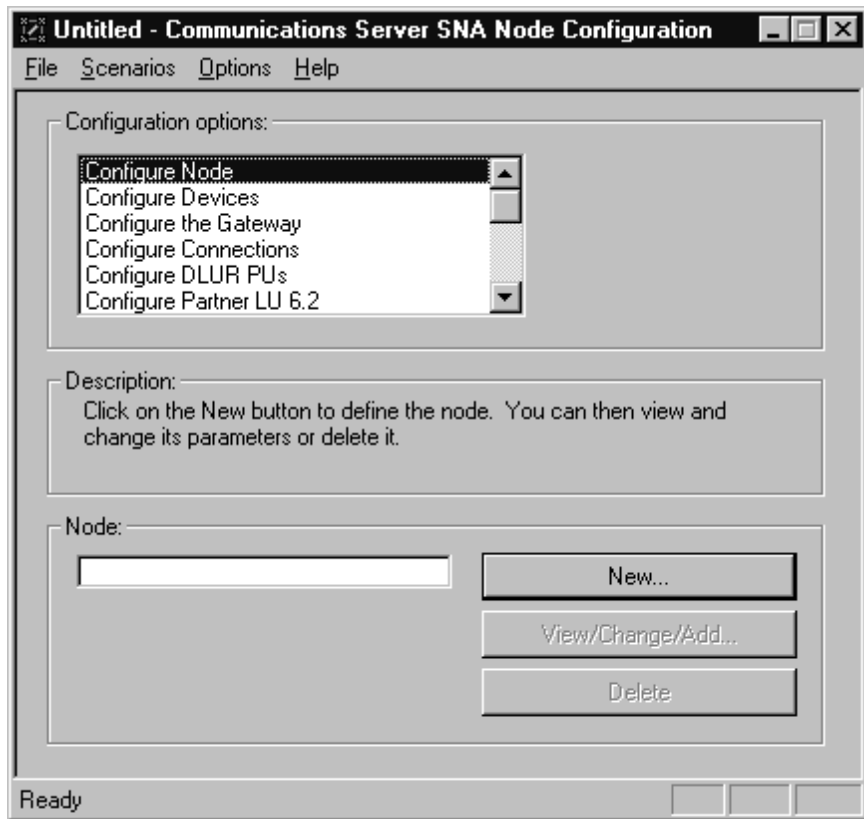 Untitled - Communications Server SNA Node Configuration
File Scenarios Options Help
Configuration options:
Configure Node
Configure Devices
Configure the Gateway
Configure Connections
Configure DLUR PUs
Configure Partner LU 6.2
Description:
Click on the New button to define the node. You can then view and
change its parameters or delete it.
Node:
New...
View/Change/Add...
Delete
Ready